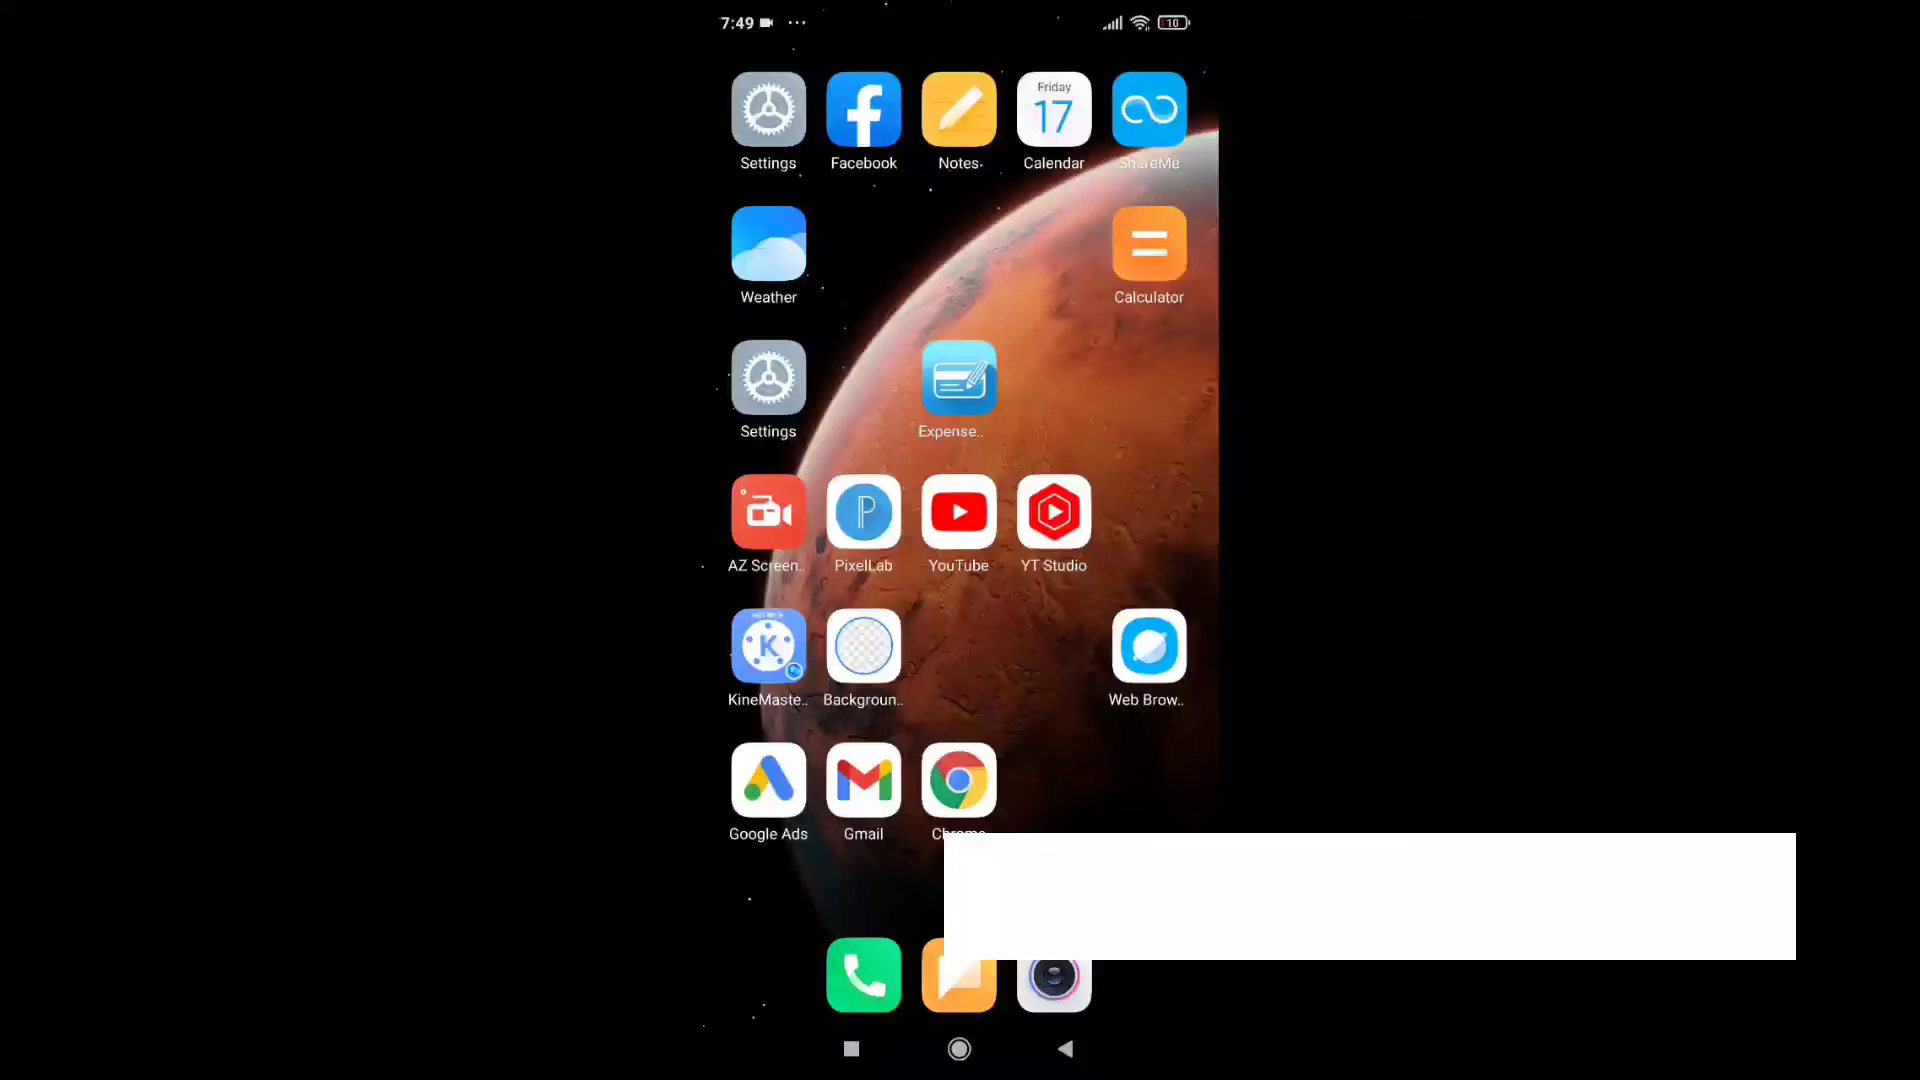 7:49 ... 10
Friday
17
Settings Facebook Notes Calendar ShareMe
Weather Calculator
Settings Expense..
AZ Screen.. PixelLab YouTube YT Studio
K
KineMaste.. Backgroun.. Web Brow..
Google Ads Gmail Chrome